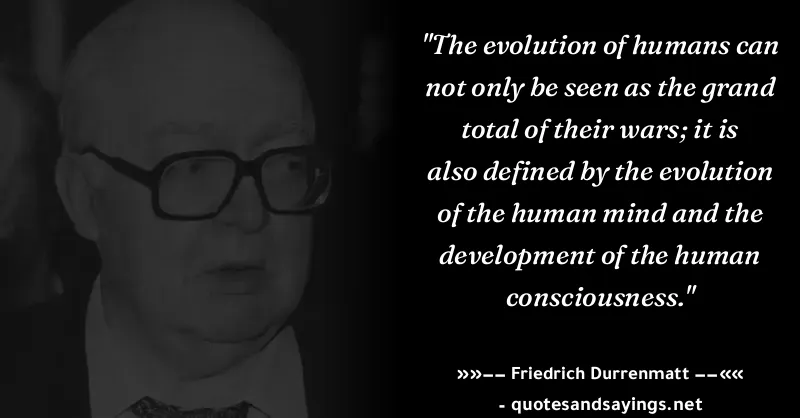 "The evolution of humans can
not only be seen as the grand
total of their wars; it is
also defined by the evolution
of the human mind and the
development of the human
consciousness."
»»–– Friedrich Durrenmatt ––««
- quotesandsayings.net